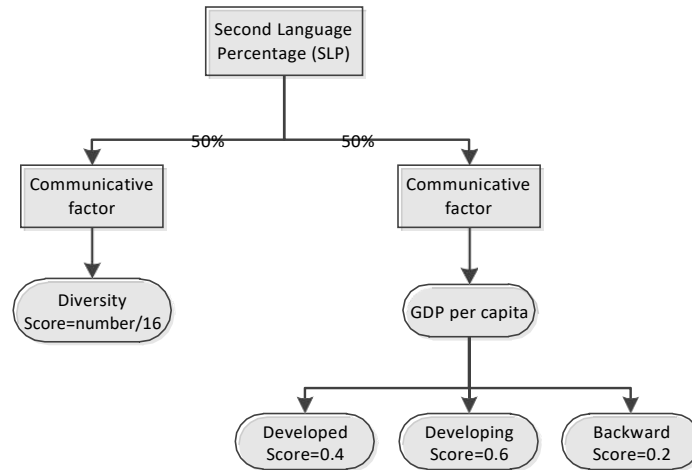 Second Language
Percentage (SLP)
50%
50%
Communicative
factor
Communicative
factor
Diversity
Score=number/16
GDP per capita
Developed
Score=0.4
Developing
Score=0.6
Backward
Score=0.2